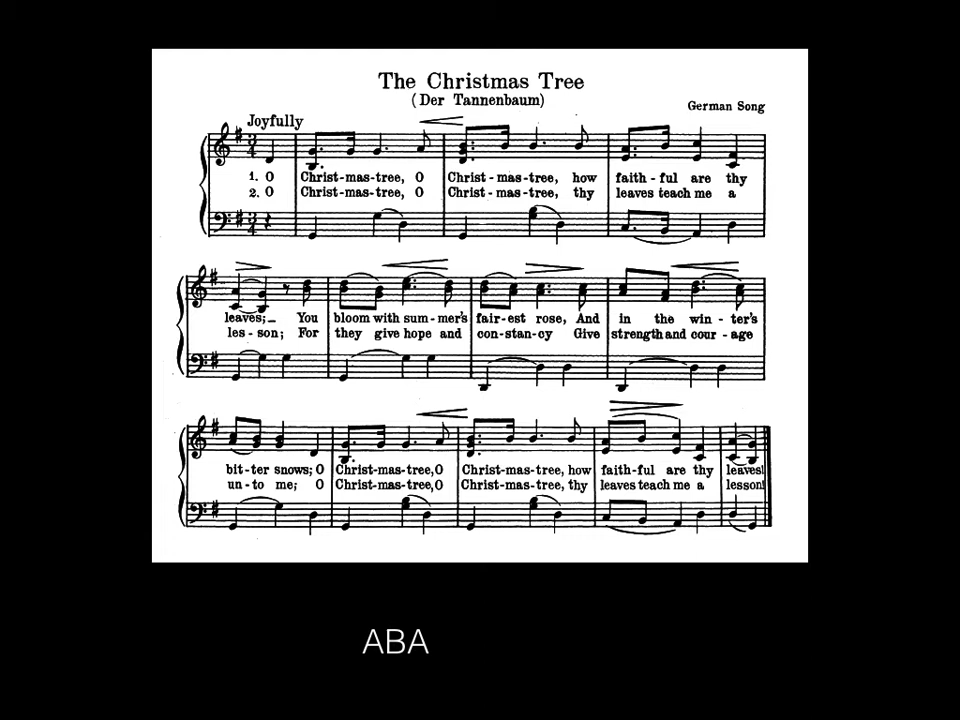 The Christmas Tree
(Der Tannenbaum)
German Song
Joyfully
3
4
1. O Christ-mas-tree, O Christ-mas-tree, how faith-ful are thy
2. O Christ-mas-tree, O Christ-mas-tree, thy leaves teach me a
3
4
leaves;_ You bloom with sum-mer's fair-est rose, And in the win-ter's
les-son; For they give hope and con-stan-cy Give strength and cour-age
bit-ter snows; O Christ-mas-tree, O Christ-mas-tree, how faith-ful are thy leaves!
un-to me; O Christ-mas-tree, O Christ-mas-tree, thy leaves teach me a lesson!
ABA